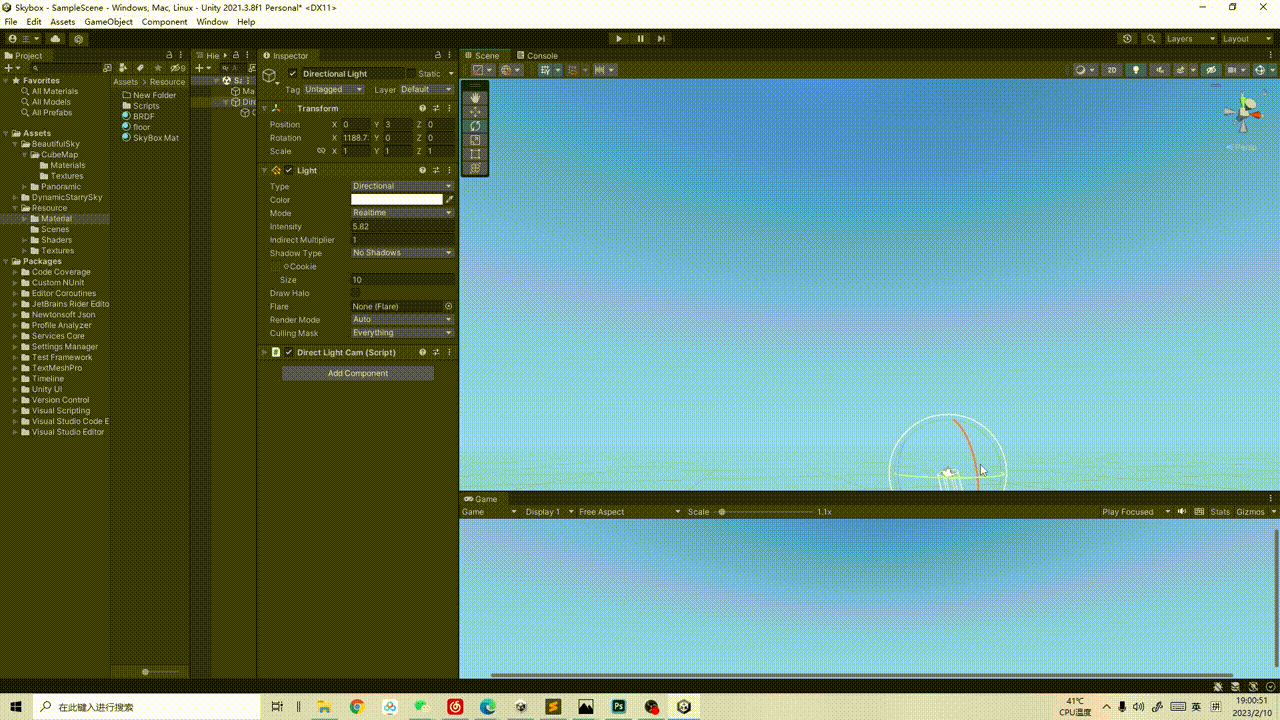 Skybox - SampleScene - Windows, Mac, Linux - Unity 2021.3.8f1 Personal* <DX11>
File Edit Assets GameObject Component Window Help
王
Layers Layout
Project
9
Favorites
All Materials
All Models
All Prefabs
Assets
BeautifulSky
CubeMap
Materials
Textures
Panoramic
DynamicStarrySky
Resource
Material
Scenes
Shaders
Textures
Packages
Code Coverage
Custom NUnit
Editor Coroutines
JetBrains Rider Edito
Newtonsoft Json
Profile Analyzer
Services Core
Settings Manager
Test Framework
TextMeshPro
Timeline
Unity UI
Version Control
Visual Scripting
Visual Studio Code E
Visual Studio Editor
Assets Resource
New Folder
Scripts
BRDF
floor
SkyBox Mat
Hie
Ma
Dire
Inspector
Directional Light Static
Tag Untagged Layer Default
Transform
Position X 0 Y 3 Z 0
Rotation X 1188.7 Y 0 Z 0
Scale X 1 Y 1 Z 1
Light
Type Directional
Color
Mode Realtime
Intensity 5.82
Indirect Multiplier 1
Shadow Type No Shadows
Cookie
Size 10
Draw Halo
Flare None (Flare)
Render Mode Auto
Culling Mask Everything
Direct Light Cam (Script)
Add Component
Scene Console
2D
Persp
Game
Game Display 1 Free Aspect Scale 1.1x Play Focused Stats Gizmos
在此键入进行搜索
41℃
CPU温度
英 拼
19:00:51
2023/2/10